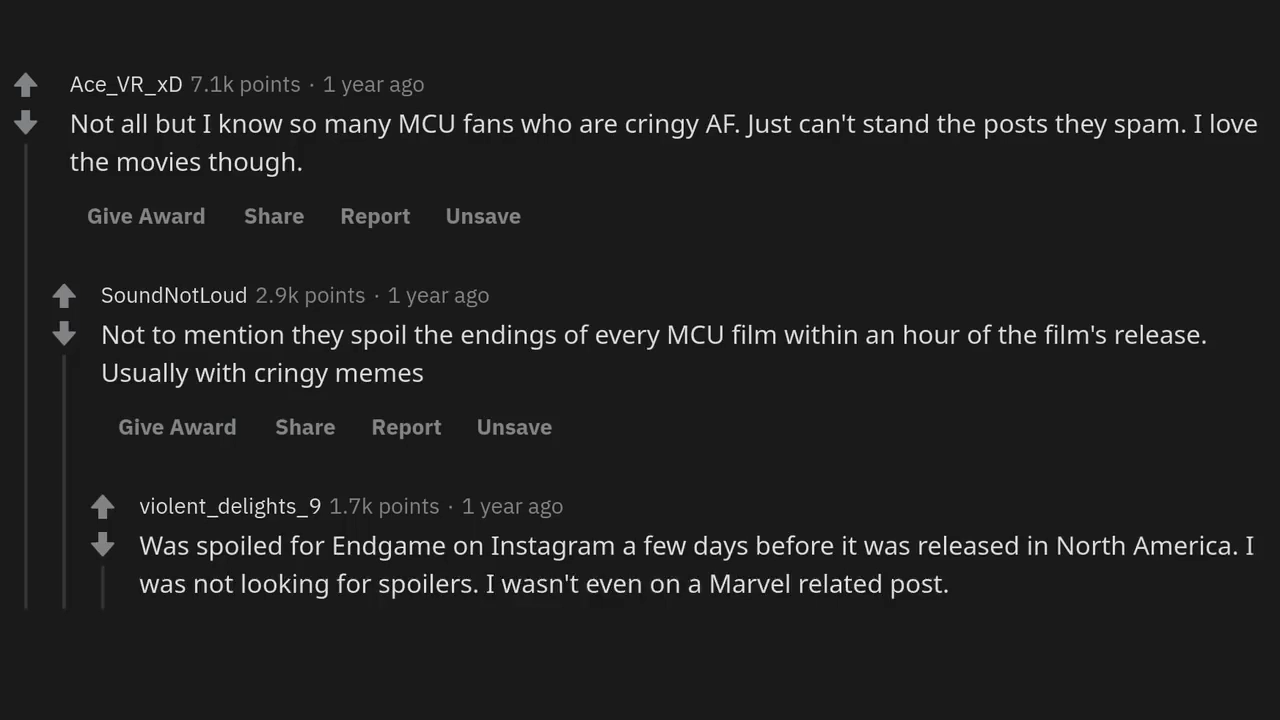 Ace_VR_xD 7.1k points · 1 year ago
Not all but I know so many MCU fans who are cringy AF. Just can't stand the posts they spam. I love
the movies though.
Give Award Share Report Unsave
SoundNotLoud 2.9k points · 1 year ago
Not to mention they spoil the endings of every MCU film within an hour of the film's release.
Usually with cringy memes
Give Award Share Report Unsave
violent_delights_9 1.7k points · 1 year ago
Was spoiled for Endgame on Instagram a few days before it was released in North America. I
was not looking for spoilers. I wasn't even on a Marvel related post.